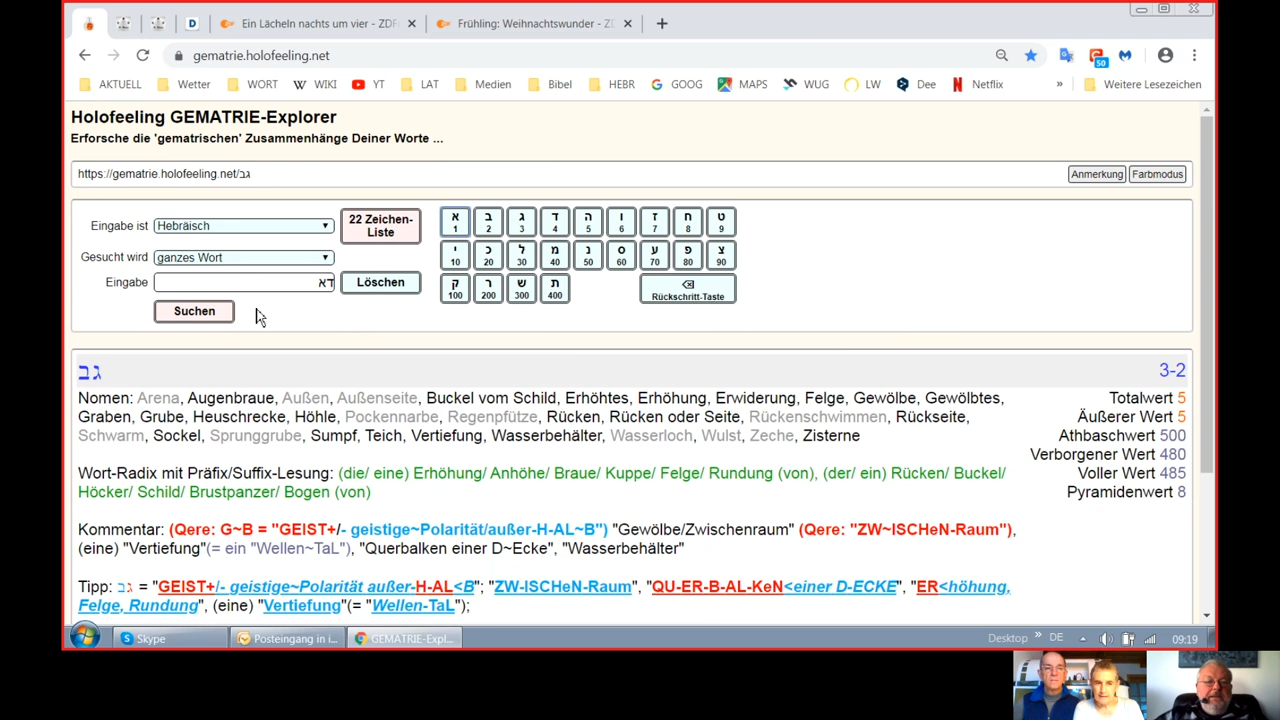 Ein Lächeln nachts um vier - ZDF
Frühling: Weihnachtswunder - ZD
gematrie.holofeeling.net
50
AKTUELL Wetter WORT WIKI YT LAT Medien Bibel HEBR GOOG MAPS WUG LW Dee Netflix » Weitere Lesezeichen
Holofeeling GEMATRIE-Explorer
Erforsche die 'gematrischen' Zusammenhänge Deiner Worte ...
https://gematrie.holofeeling.net/גב Anmerkung Farbmodus
Eingabe ist Hebräisch 22 Zeichen-Liste
Gesucht wird ganzes Wort
Eingabe דא Löschen
Suchen
א ב ג ד ה ו ז ח ט
1 2 3 4 5 6 7 8 9
י כ ל מ נ ס ע פ צ
10 20 30 40 50 60 70 80 90
ק ר ש ת
100 200 300 400 Rückschritt-Taste
גב 3-2
Nomen: Arena, Augenbraue, Außen, Außenseite, Buckel vom Schild, Erhöhtes, Erhöhung, Erwiderung, Felge, Gewölbe, Gewölbtes,
Graben, Grube, Heuschrecke, Höhle, Pockennarbe, Regenpfütze, Rücken, Rücken oder Seite, Rückenschwimmen, Rückseite,
Schwarm, Sockel, Sprunggrube, Sumpf, Teich, Vertiefung, Wasserbehälter, Wasserloch, Wulst, Zeche, Zisterne
Totalwert 5
Äußerer Wert 5
Athbaschwert 500
Verborgener Wert 480
Voller Wert 485
Pyramidenwert 8
Wort-Radix mit Präfix/Suffix-Lesung: (die/ eine) Erhöhung/ Anhöhe/ Braue/ Kuppe/ Felge/ Rundung (von), (der/ ein) Rücken/ Buckel/
Höcker/ Schild/ Brustpanzer/ Bogen (von)
Kommentar: (Qere: G~B = "GEIST+/- geistige~Polarität/außer-H-AL~B") "Gewölbe/Zwischenraum" (Qere: "ZW~ISCHeN-Raum"),
(eine) "Vertiefung"(= ein "Wellen~TaL"), "Querbalken einer D~Ecke", "Wasserbehälter"
Tipp: גב = "GEIST+/- geistige~Polarität außer-H-AL<B"; "ZW-ISCHeN-Raum", "QU-ER-B-AL-KeN<einer D-ECKE", "ER<höhung,
Felge, Rundung", (eine) "Vertiefung"(= "Wellen-TaL");
Skype Posteingang in i... GEMATRIE-Expl... Desktop » DE 09:19